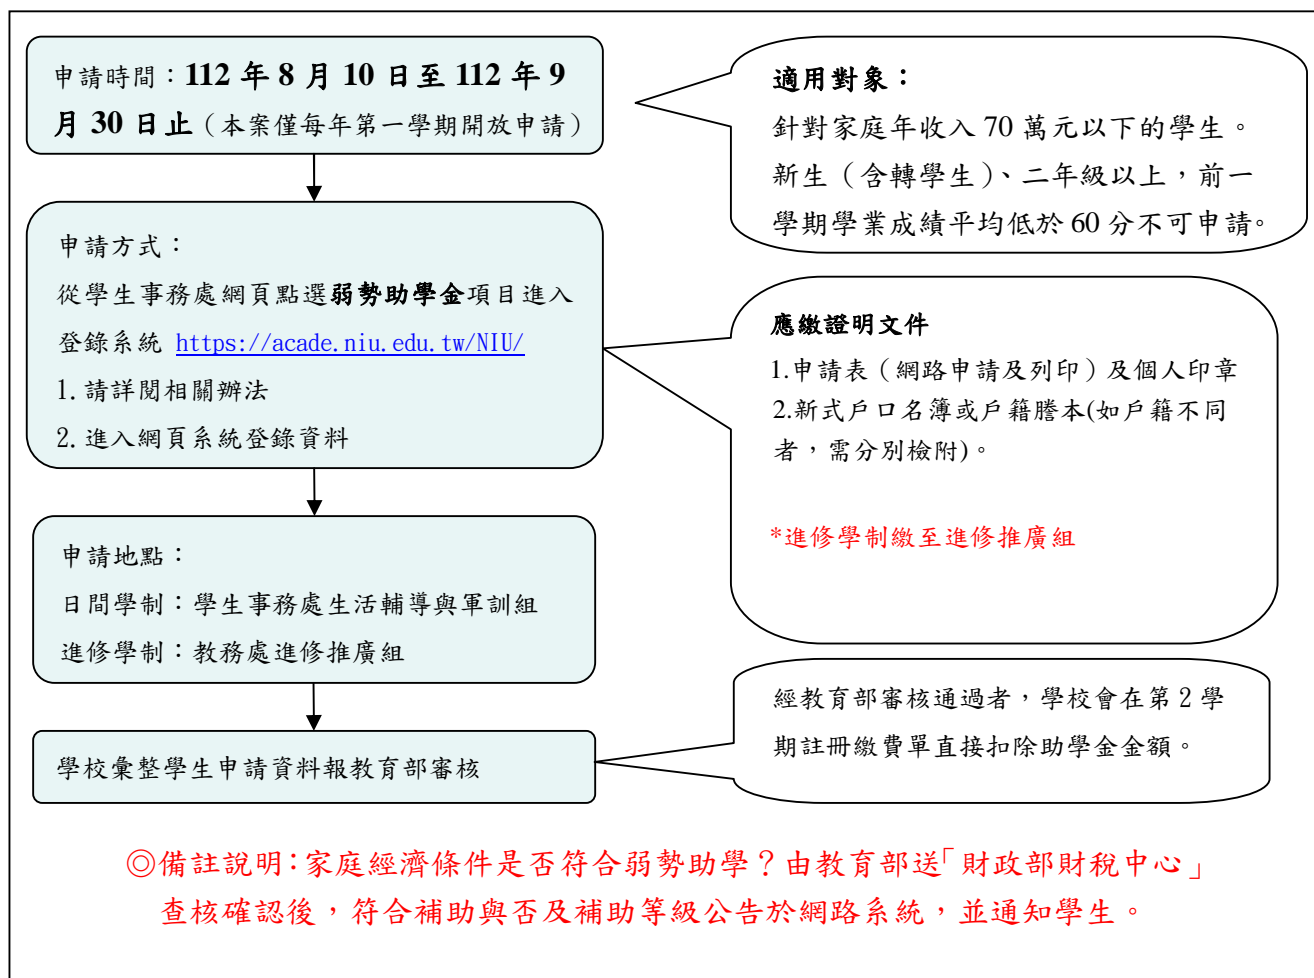 申請時間：112 年 8 月 10 日至 112 年 9
月 30 日止（本案僅每年第一學期開放申請）
適用對象：
針對家庭年收入 70 萬元以下的學生。
新生（含轉學生）、二年級以上，前一
學期學業成績平均低於 60 分不可申請。
申請方式：
從學生事務處網頁點選弱勢助學金項目進入
登錄系統 https://acade.niu.edu.tw/NIU/
1. 請詳閱相關辦法
2. 進入網頁系統登錄資料
應繳證明文件
1.申請表（網路申請及列印）及個人印章
2.新式戶口名簿或戶籍謄本(如戶籍不同
者，需分別檢附)。
*進修學制繳至進修推廣組
申請地點：
日間學制：學生事務處生活輔導與軍訓組
進修學制：教務處進修推廣組
學校彙整學生申請資料報教育部審核
經教育部審核通過者，學校會在第 2 學
期註冊繳費單直接扣除助學金金額。
◎備註說明：家庭經濟條件是否符合弱勢助學？由教育部送「財政部財稅中心」
查核確認後，符合補助與否及補助等級公告於網路系統，並通知學生。